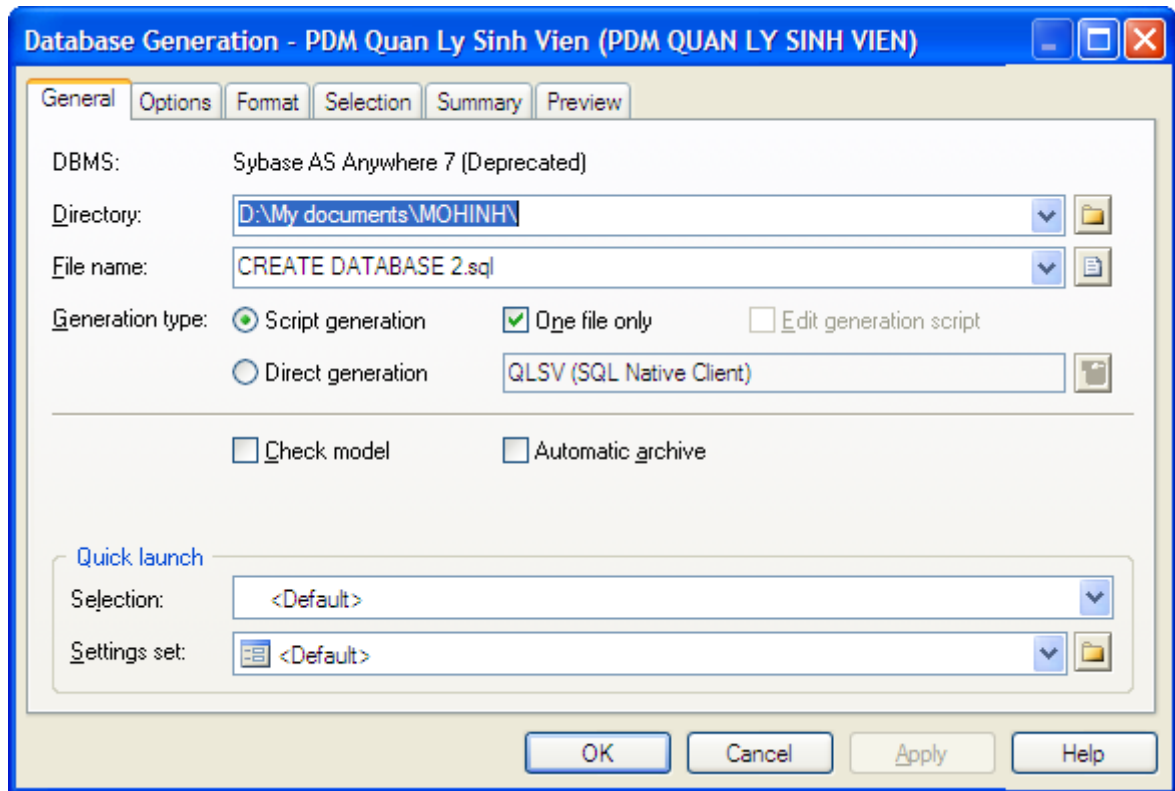 Database Generation - PDM Quan Ly Sinh Vien (PDM QUAN LY SINH VIEN)
General Options Format Selection Summary Preview
DBMS: Sybase AS Anywhere 7 (Deprecated)
Directory: D:\My documents\MOHINH\
File name: CREATE DATABASE 2.sql
Generation type: Script generation One file only Edit generation script
Direct generation QLSV (SQL Native Client)
Check model Automatic archive
Quick launch
Selection: <Default>
Settings set: <Default>
OK Cancel Apply Help